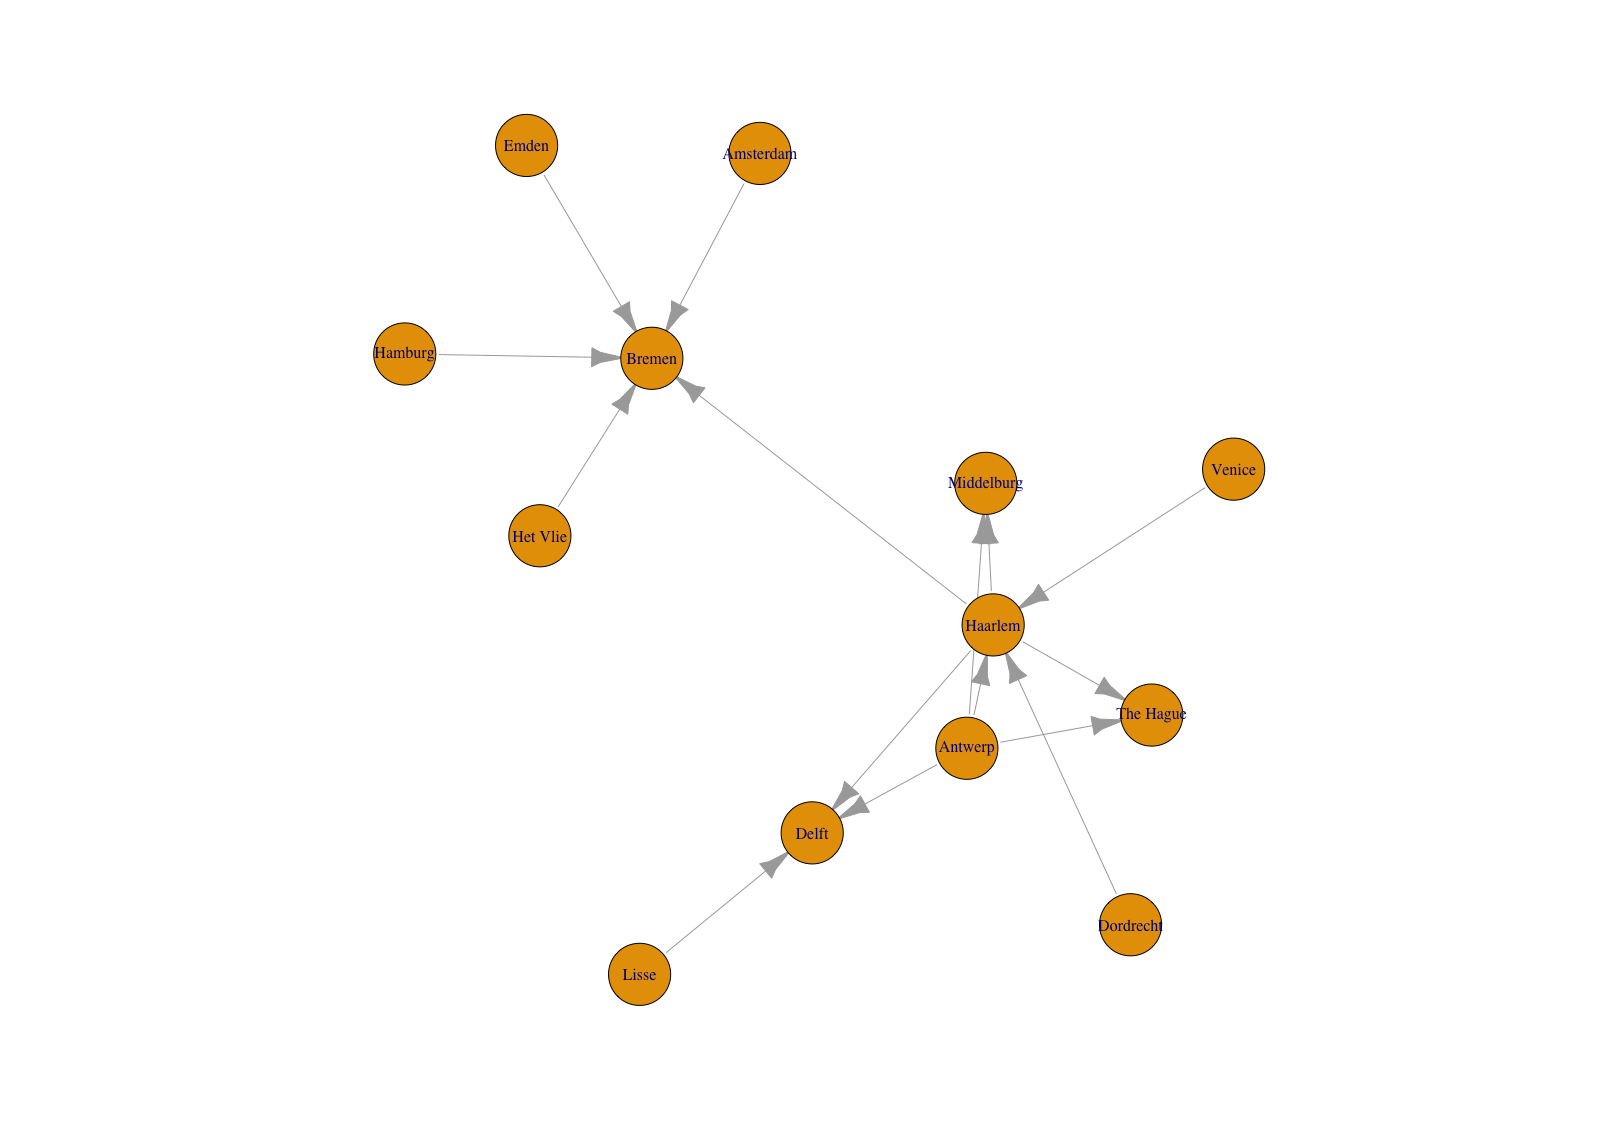 Emden
Amsterdam
Hamburg
Bremen
Venice
Middelburg
Het Vlie
Haarlem
The Hague
Antwerp
Delft
Dordrecht
Lisse